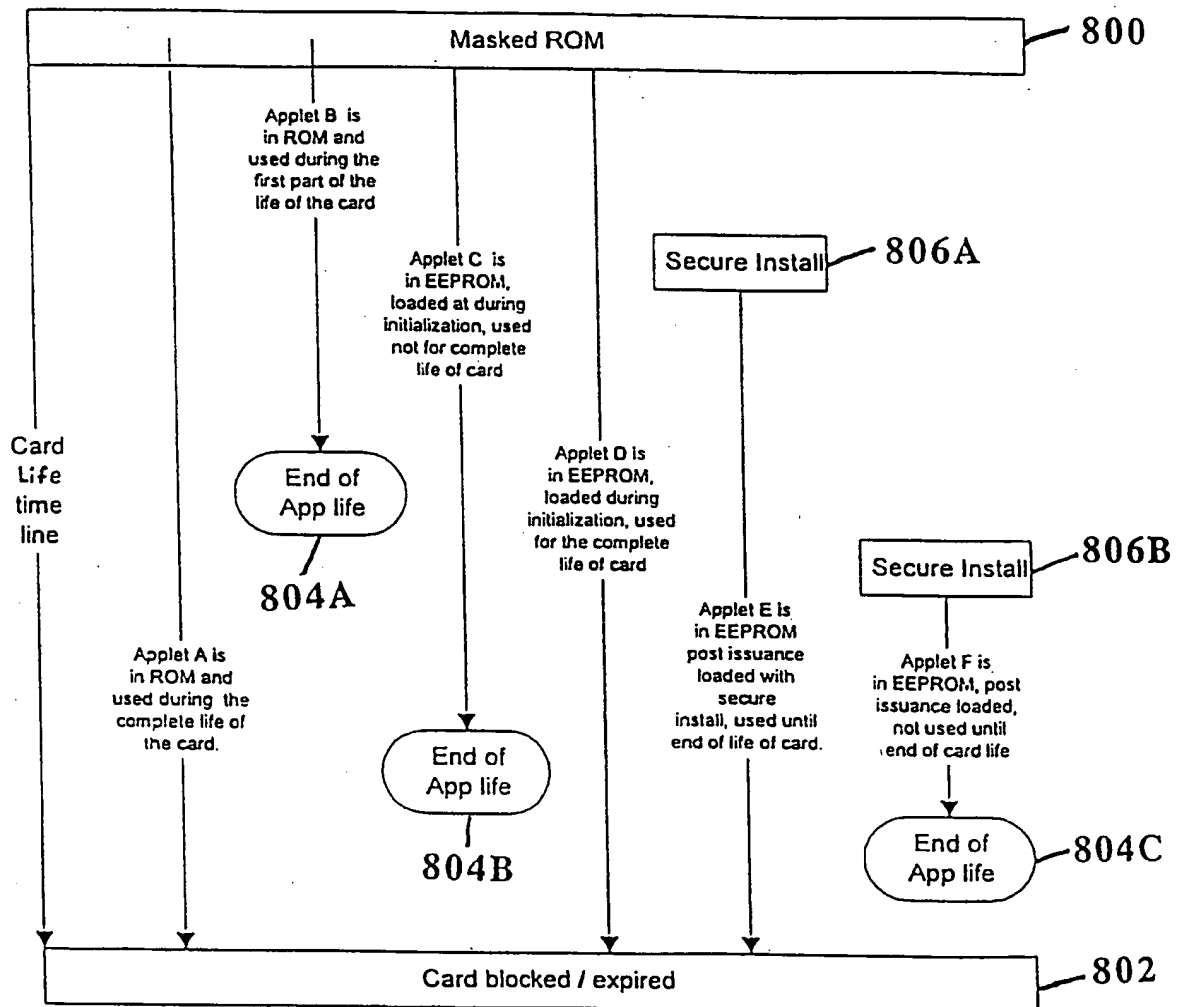 Masked ROM
800
Applet B is
in ROM and
used during the
first part of the
life of the card
Applet C is
in EEPROM,
loaded at during
initialization, used
not for complete
life of card
Secure Install
806A
Card
Life
time
line
End of
App life
804A
Applet D is
in EEPROM,
loaded during
initialization, used
for the complete
life of card
Secure Install
806B
Applet A is
in ROM and
used during the
complete life of
the card.
Applet E is
in EEPROM
post issuance
loaded with
secure
install, used until
end of life of card.
Applet F is
in EEPROM, post
issuance loaded,
not used until
end of card life
End of
App life
804B
End of
App life
804C
Card blocked / expired
802